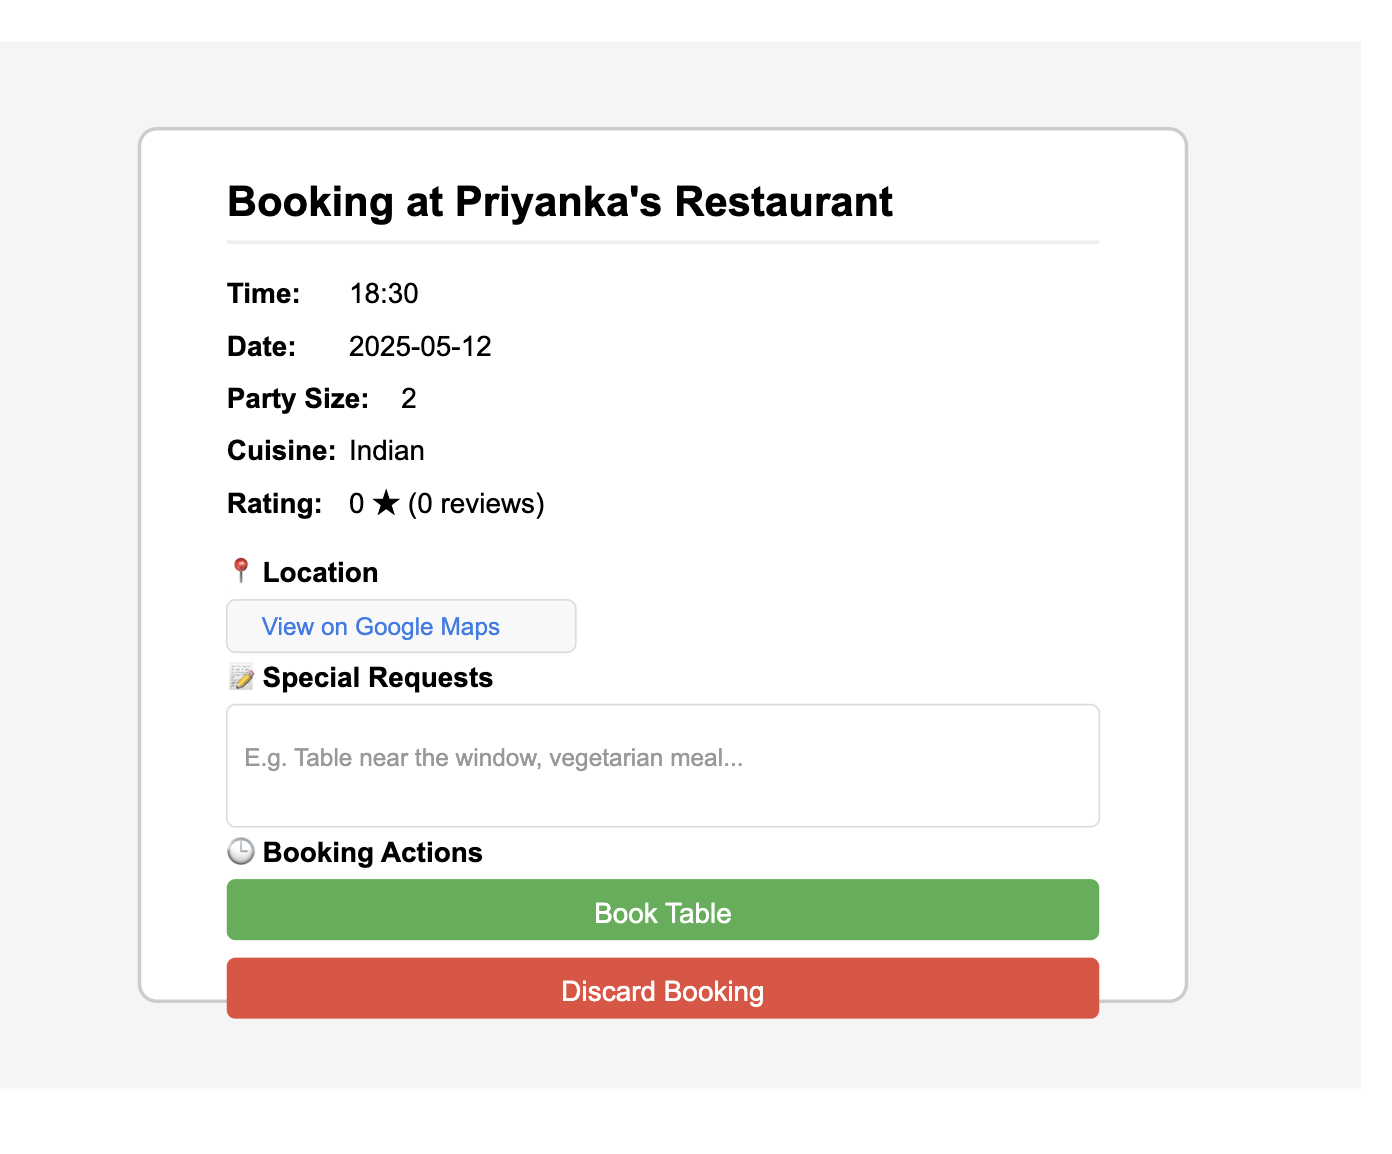 Booking at Priyanka's Restaurant
Time: 18:30
Date: 2025-05-12
Party Size: 2
Cuisine: Indian
Rating: 0 ★ (0 reviews)
📍 Location
View on Google Maps
📝 Special Requests
E.g. Table near the window, vegetarian meal...
🕒 Booking Actions
Book Table
Discard Booking